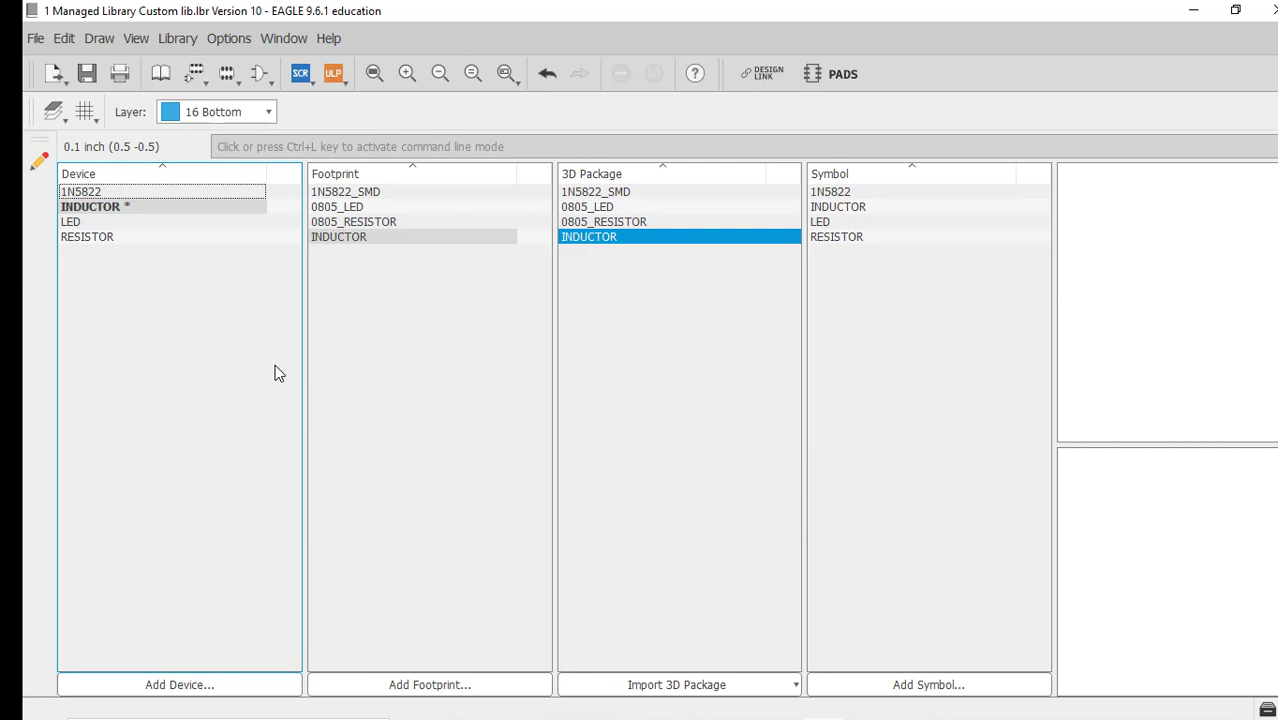 1 Managed Library Custom lib.lbr Version 10 - EAGLE 9.6.1 education
File Edit Draw View Library Options Window Help
SCR ULP ? DESIGN LINK PADS
Layer: 16 Bottom
0.1 inch (0.5 -0.5) Click or press Ctrl+L key to activate command line mode
Device Footprint 3D Package Symbol
1N5822 1N5822_SMD 1N5822_SMD 1N5822
INDUCTOR * 0805_LED 0805_LED INDUCTOR
LED 0805_RESISTOR 0805_RESISTOR LED
RESISTOR INDUCTOR INDUCTOR RESISTOR
Add Device... Add Footprint... Import 3D Package Add Symbol...